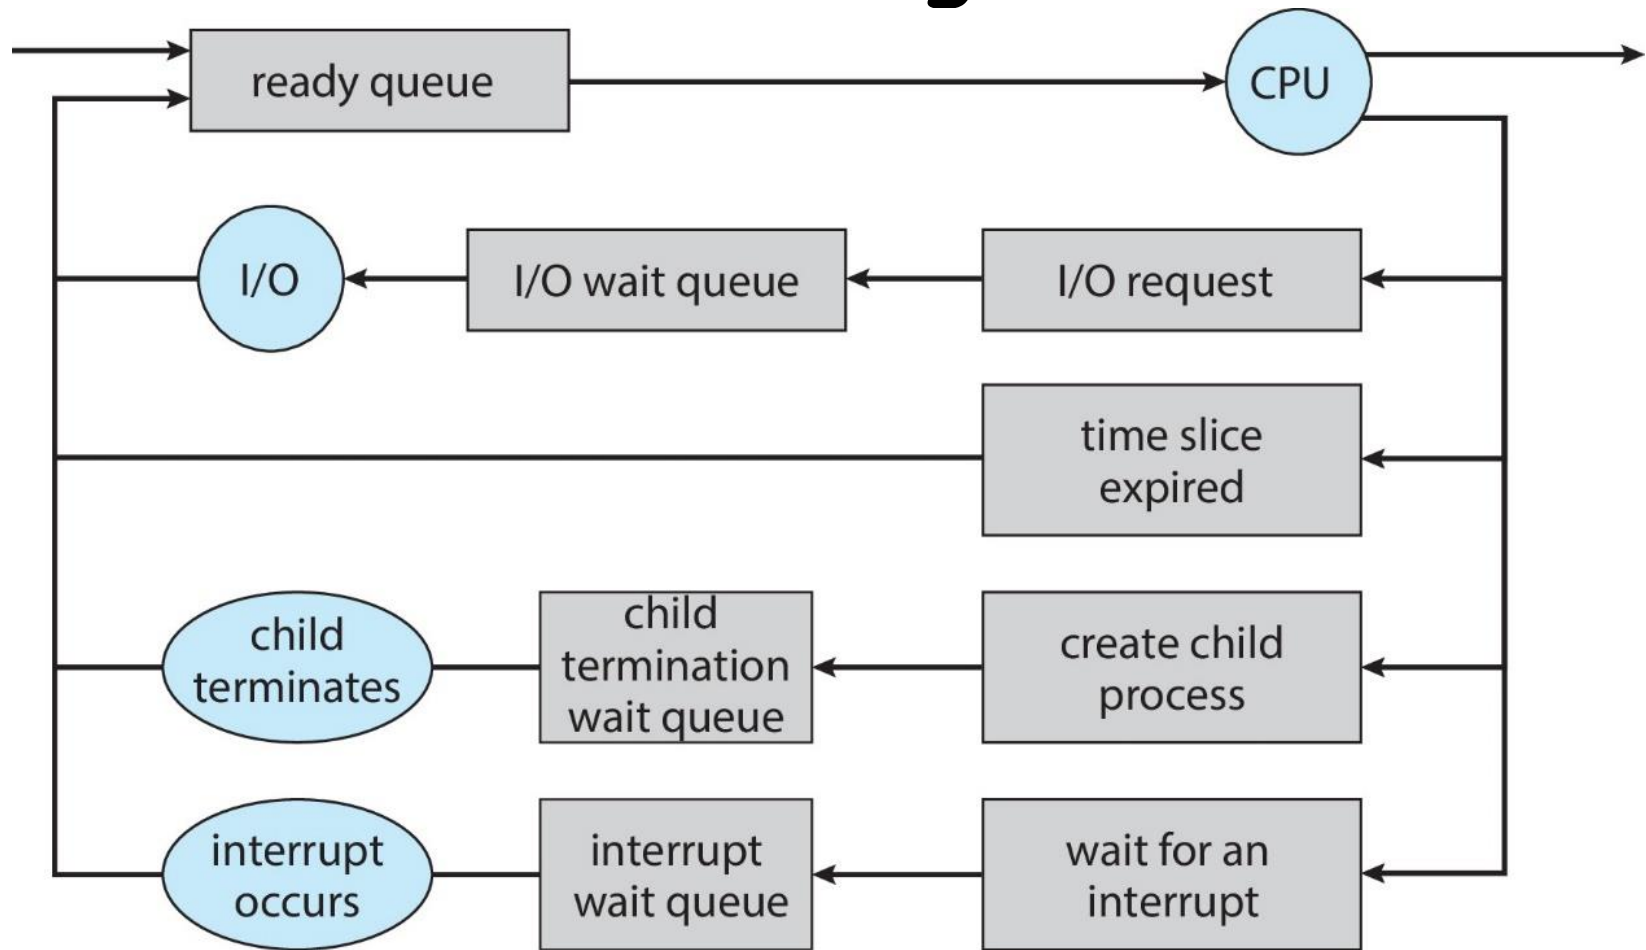 ready queue
CPU
I/O
I/O wait queue
I/O request
time slice
expired
child
terminates
child
termination
wait queue
create child
process
interrupt
occurs
interrupt
wait queue
wait for an
interrupt